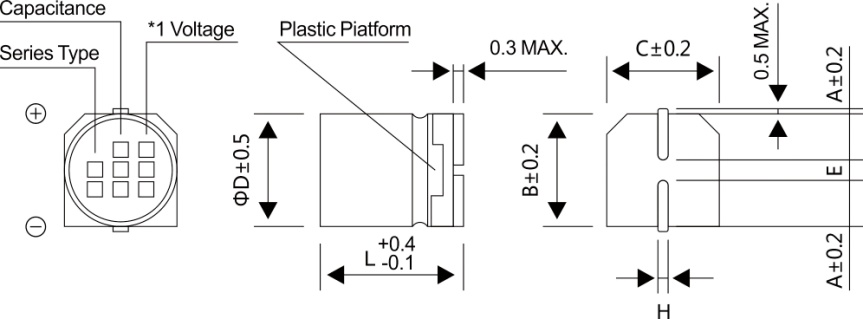 Capacitance
*1 Voltage
Series Type
Plastic Piatform
0.3 MAX.
C±0.2
0.5 MAX.
A±0.2
+
ΦD±0.5
B±0.2
E
−
L +0.4 -0.1
A±0.2
H